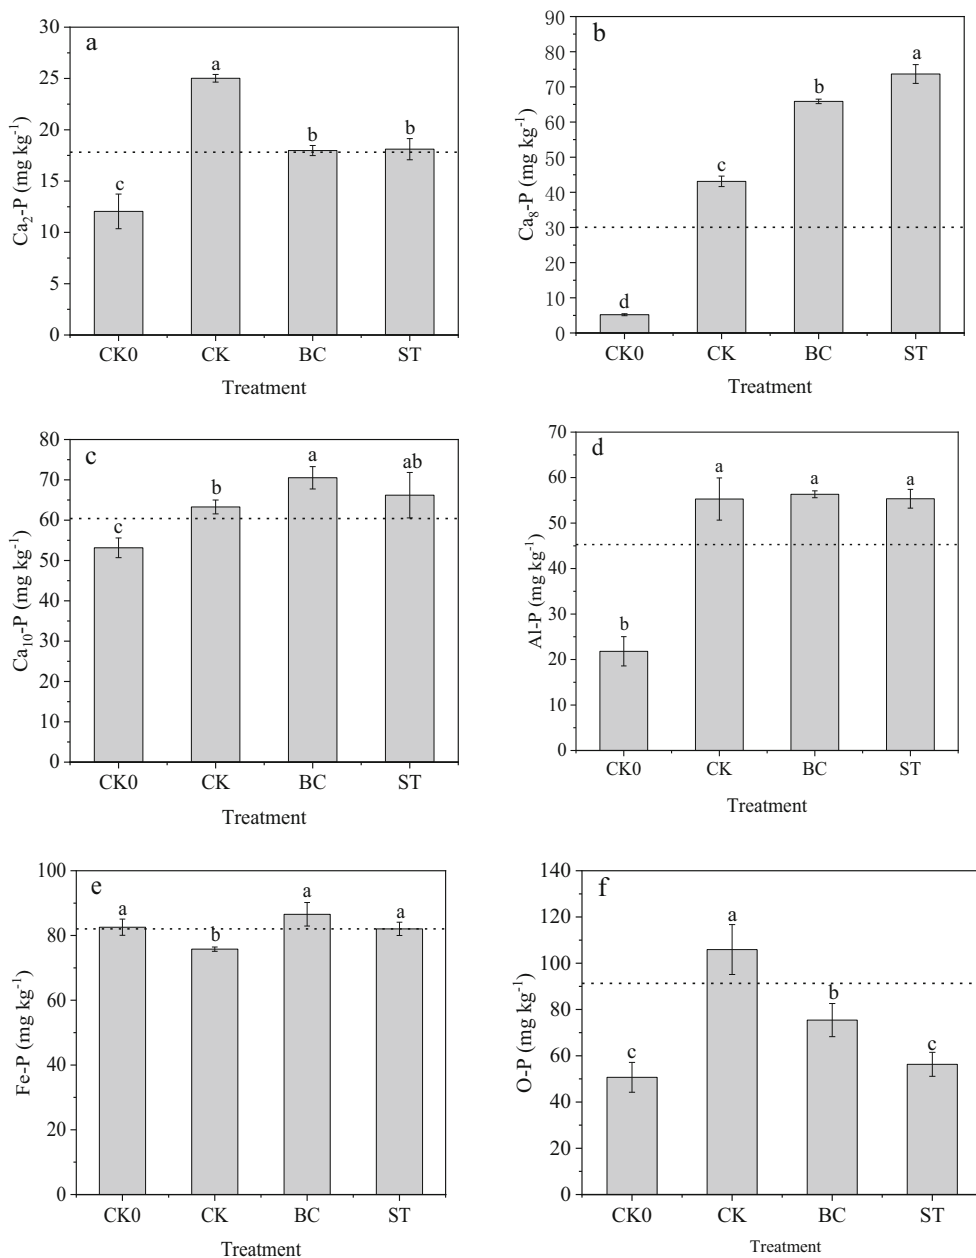 a
30
25
20
15
10
5
0
Ca₂-P (mg kg⁻¹)
c
a
b
b
CK0 CK BC ST
Treatment
b
90
80
70
60
50
40
30
20
10
0
Ca₈-P (mg kg⁻¹)
d
c
b
a
CK0 CK BC ST
Treatment
c
80
70
60
50
40
30
20
10
0
Ca₁₀-P (mg kg⁻¹)
c
b
a
ab
CK0 CK BC ST
Treatment
d
70
60
50
40
30
20
10
0
Al-P (mg kg⁻¹)
b
a
a
a
CK0 CK BC ST
Treatment
e
100
80
60
40
20
0
Fe-P (mg kg⁻¹)
a
b
a
a
CK0 CK BC ST
Treatment
f
140
120
100
80
60
40
20
0
O-P (mg kg⁻¹)
c
a
b
c
CK0 CK BC ST
Treatment